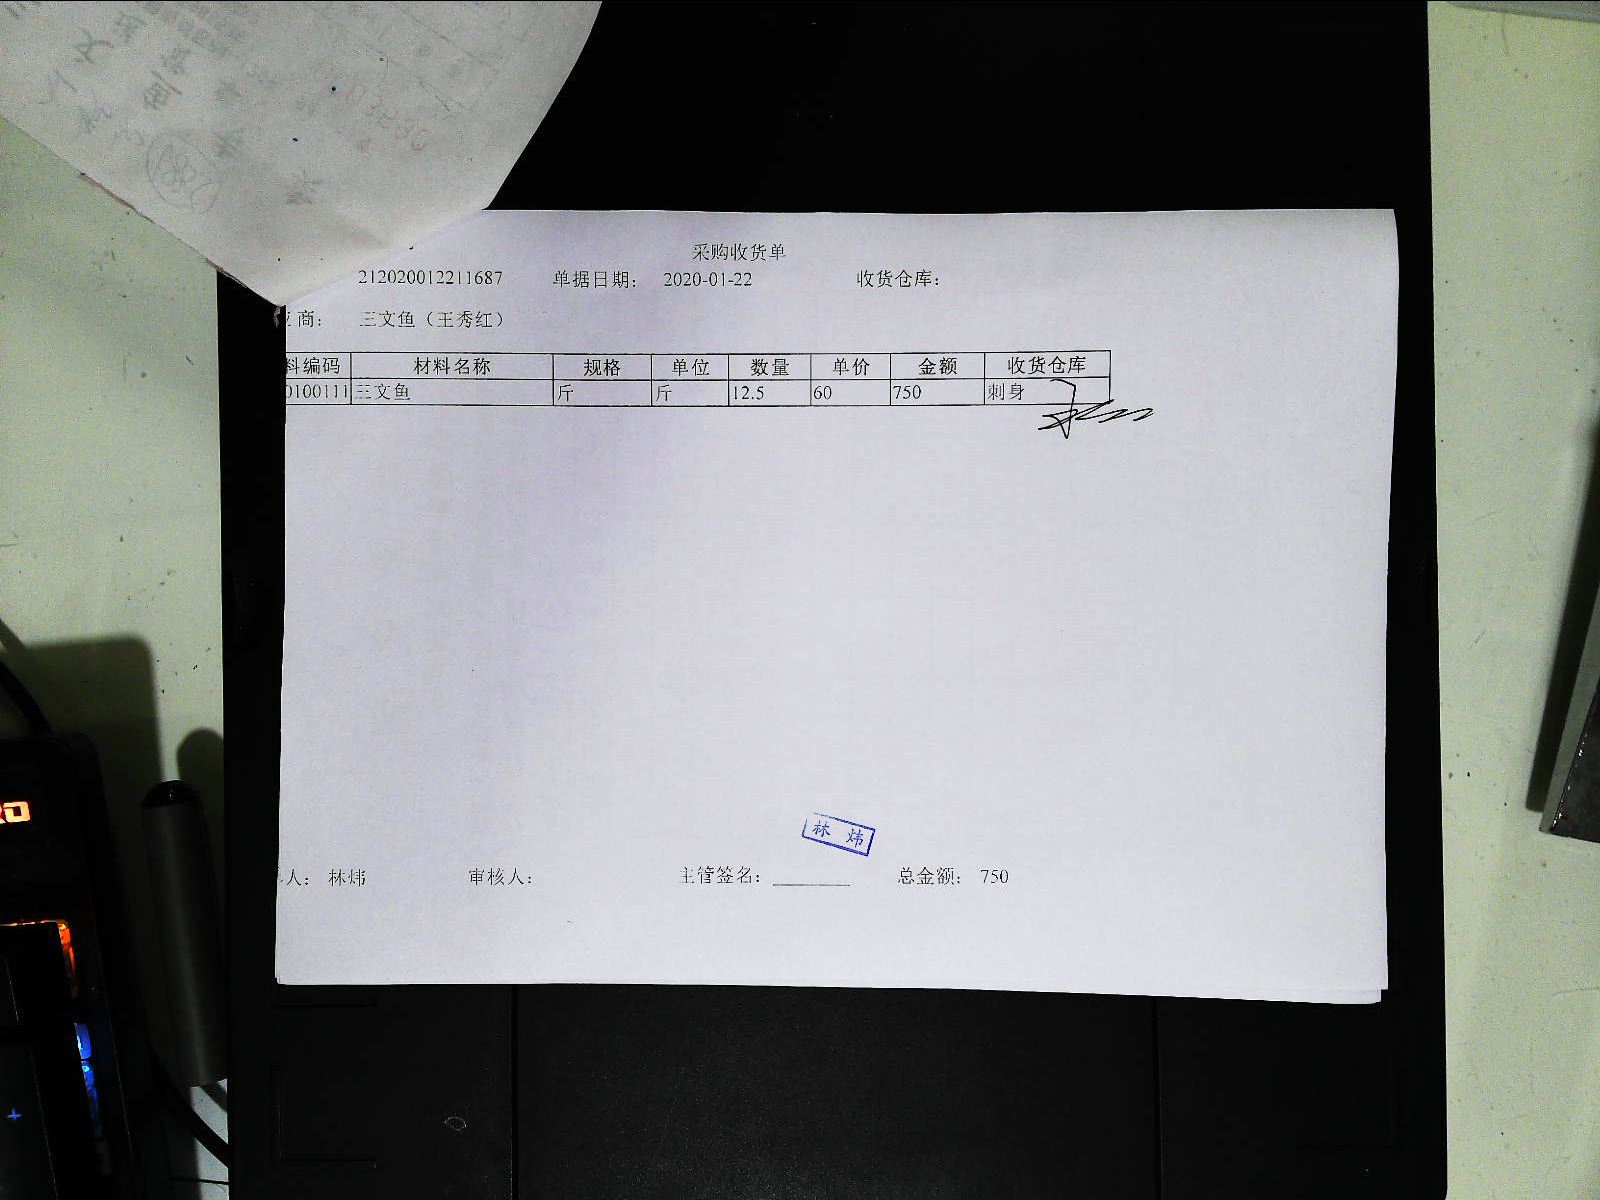 采购收货单
212020012211687 单据日期： 2020-01-22 收货仓库：
商： 三文鱼（王秀红）
料编码 材料名称 规格 单位 数量 单价 金额 收货仓库
0100111 三文鱼 斤 斤 12.5 60 750 刺身
林 炜
人： 林炜 审核人： 主管签名： 总金额： 750